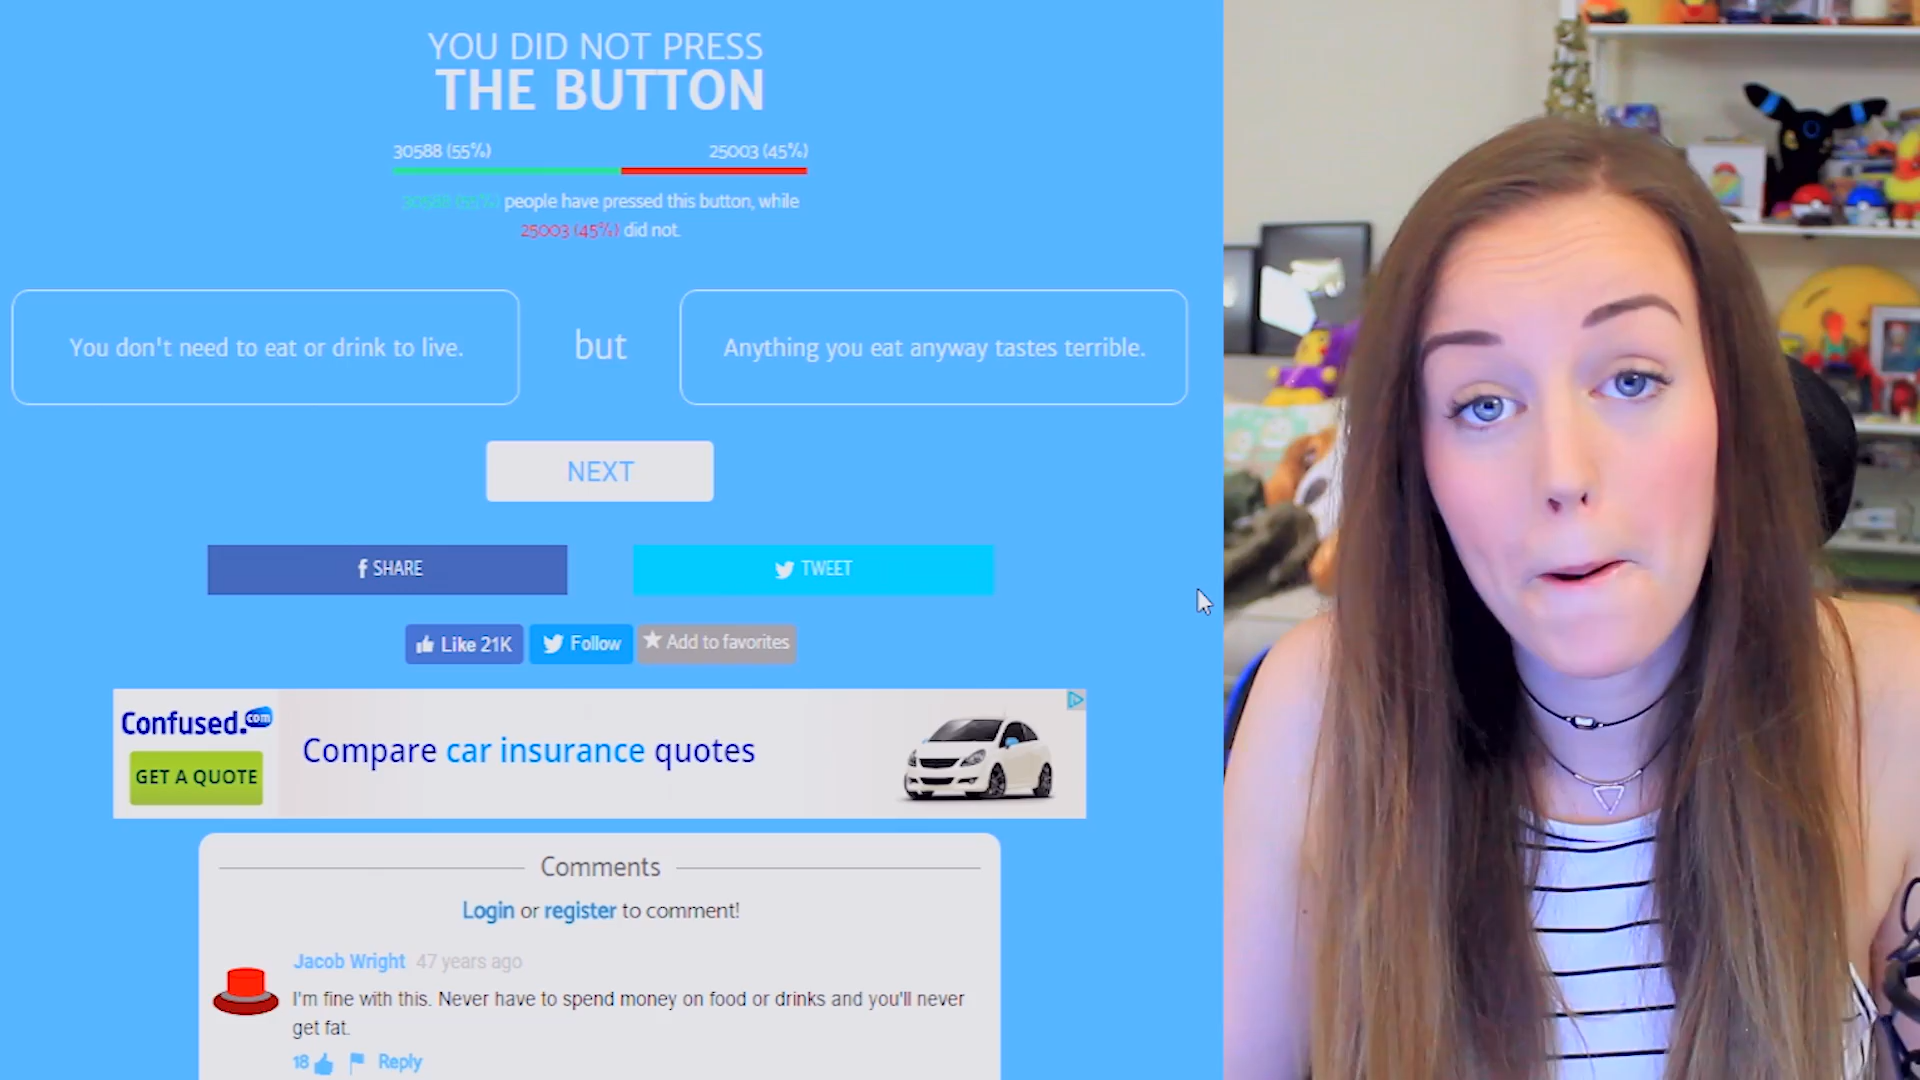 YOU DID NOT PRESS
THE BUTTON
30588 (55%) 25003 (45%)
30588 (55%) people have pressed this button, while
25003 (45%) did not.
You don't need to eat or drink to live.
but
Anything you eat anyway tastes terrible.
NEXT
SHARE
TWEET
Like 21K
Follow
Add to favorites
Confused.com
GET A QUOTE
Compare car insurance quotes
Comments
Login or register to comment!
Jacob Wright 47 years ago
I'm fine with this. Never have to spend money on food or drinks and you'll never
get fat.
18 Reply